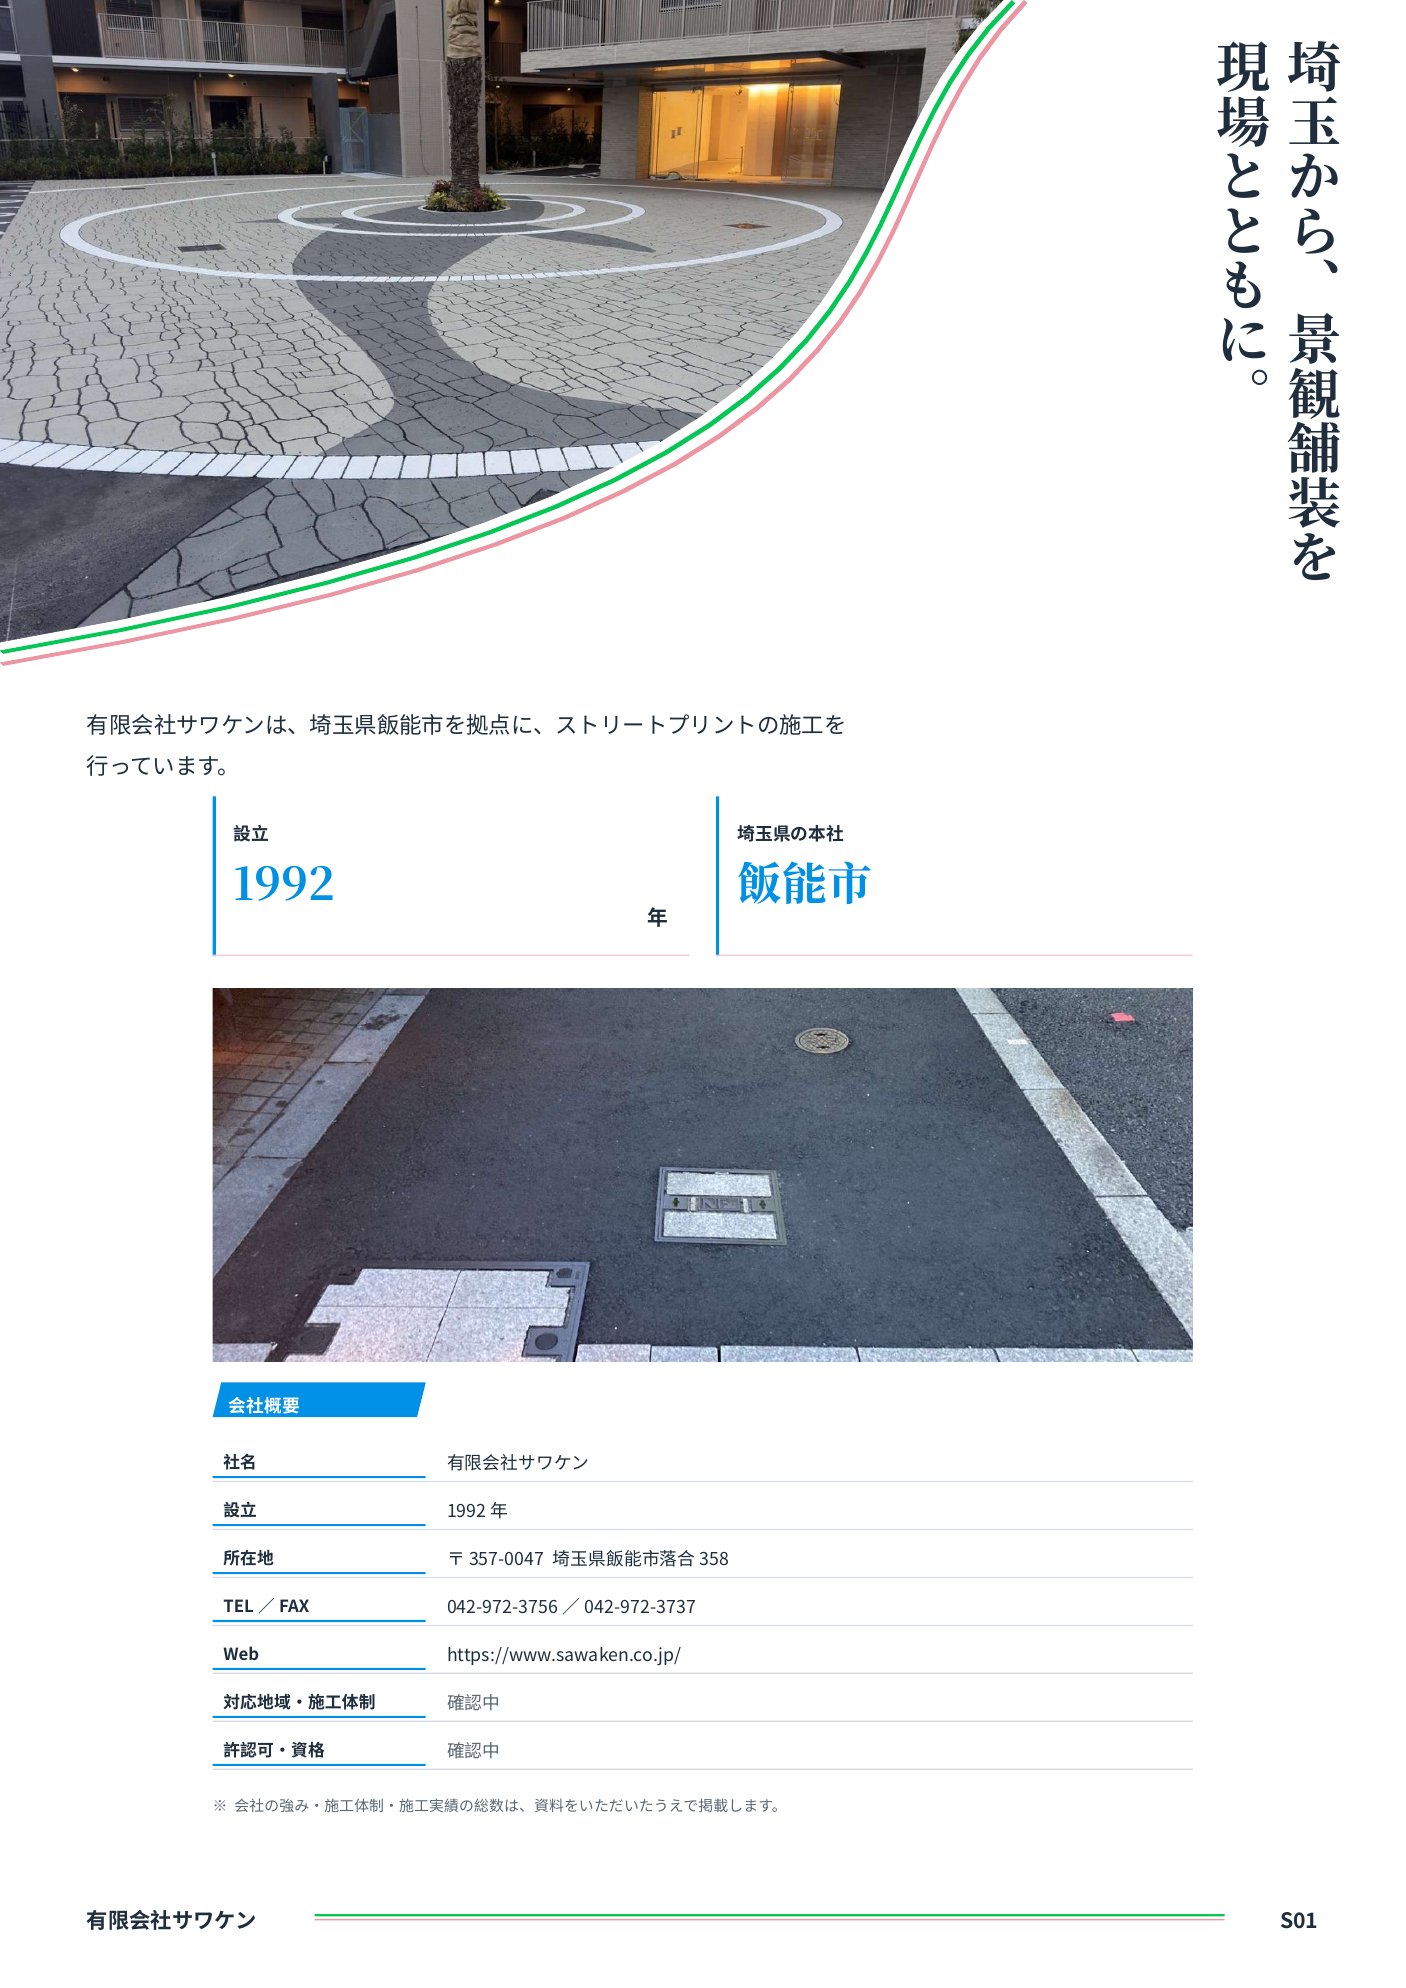 埼玉から、景観舗装を
現場とともに。
有限会社サワケンは、埼玉県飯能市を拠点に、ストリートプリントの施工を
行っています。
設立
1992
年
埼玉県の本社
飯能市
会社概要
社名 有限会社サワケン
設立 1992 年
所在地 〒 357-0047 埼玉県飯能市落合 358
TEL ／ FAX 042-972-3756 ／ 042-972-3737
Web https://www.sawaken.co.jp/
対応地域・施工体制 確認中
許認可・資格 確認中
※ 会社の強み・施工体制・施工実績の総数は、資料をいただいたうえで掲載します。
有限会社サワケン
S01